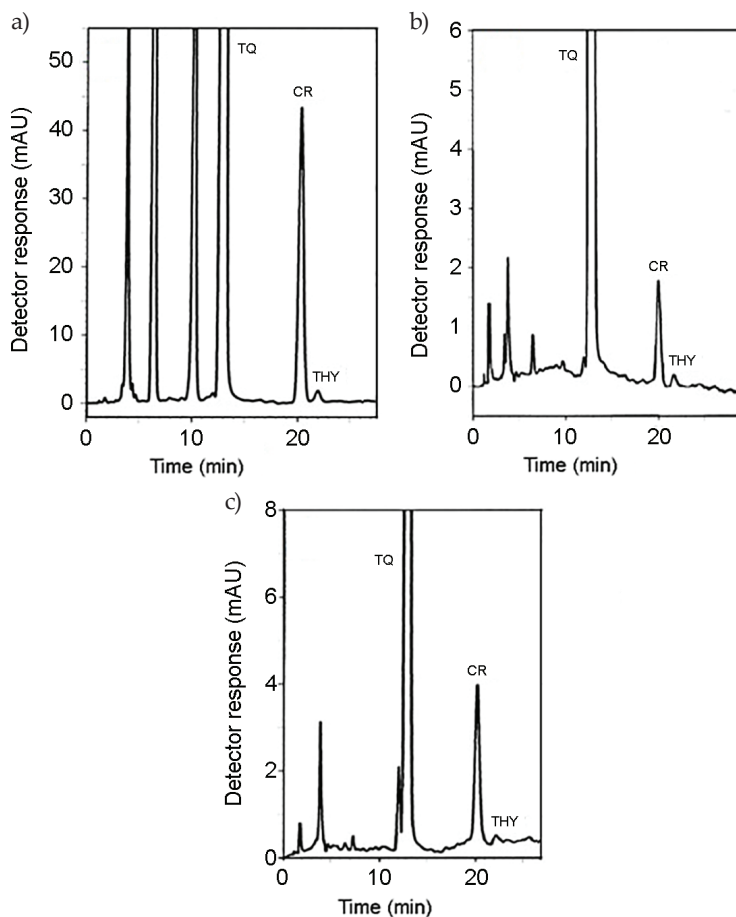 a)
Detector response (mAU)
50
40
30
20
10
0
TQ
CR
THY
0 10 20
Time (min)
b)
Detector response (mAU)
6
5
4
3
2
1
0
TQ
CR
THY
0 10 20
Time (min)
c)
Detector response (mAU)
8
6
4
2
0
TQ
CR
THY
0 10 20
Time (min)